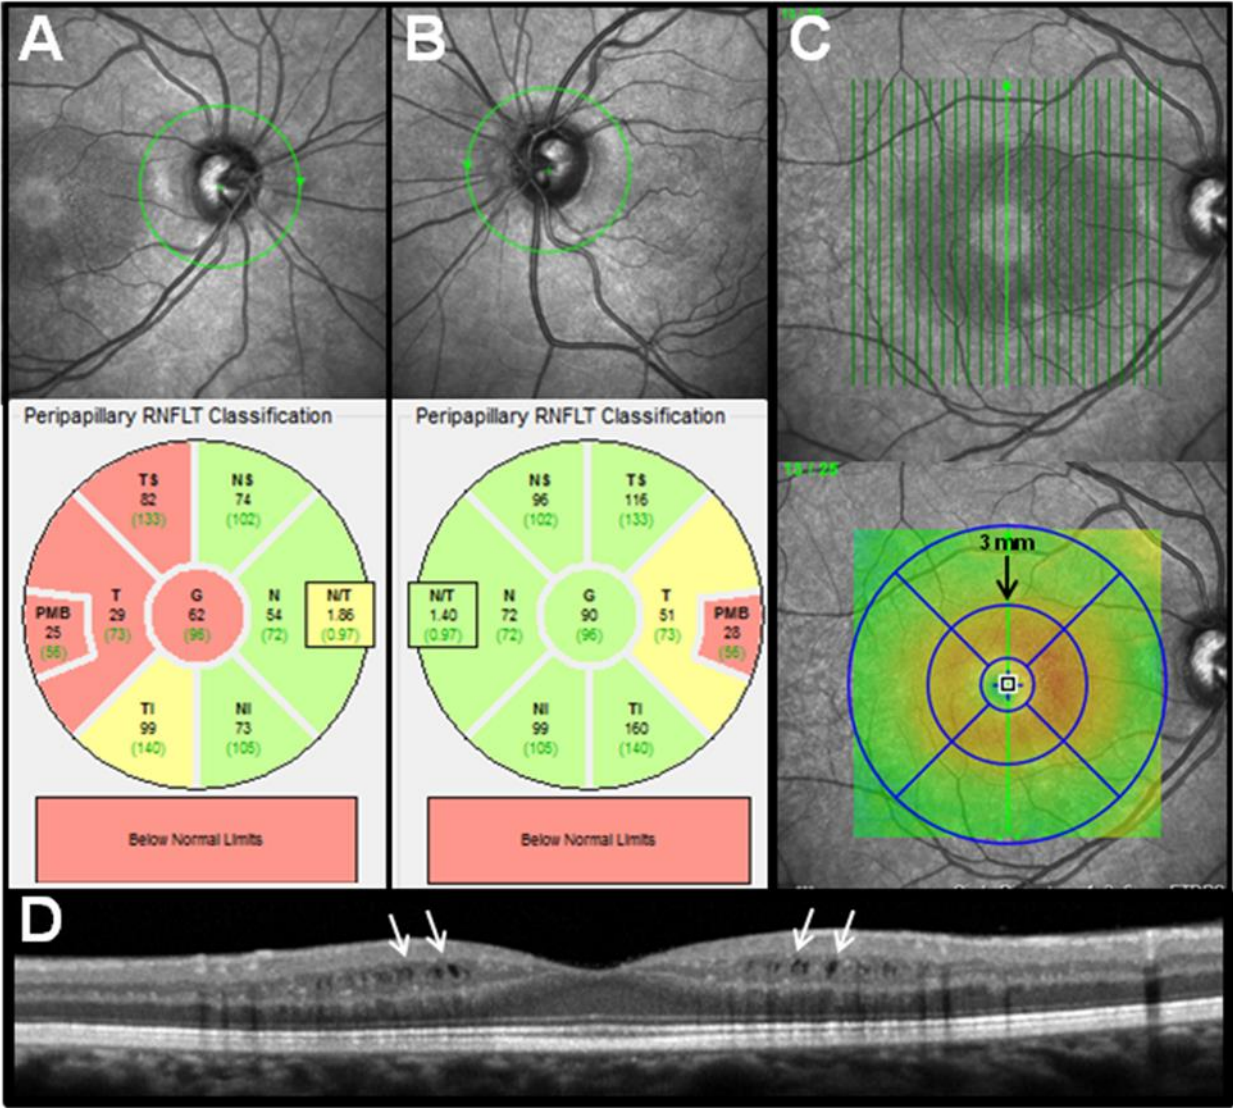 A
B
C
Peripapillary RNFLT Classification
TS
82
(133)
NS
74
(102)
PMB
25
(56)
T
29
(73)
G
62
(96)
N
54
(72)
N/T
1.86
(0.97)
TI
99
(140)
NI
73
(105)
Below Normal Limits
Peripapillary RNFLT Classification
NS
96
(102)
TS
116
(133)
N/T
1.40
(0.97)
N
72
(72)
G
90
(96)
T
51
(73)
PMB
28
(56)
NI
99
(105)
TI
160
(140)
Below Normal Limits
3 mm
D